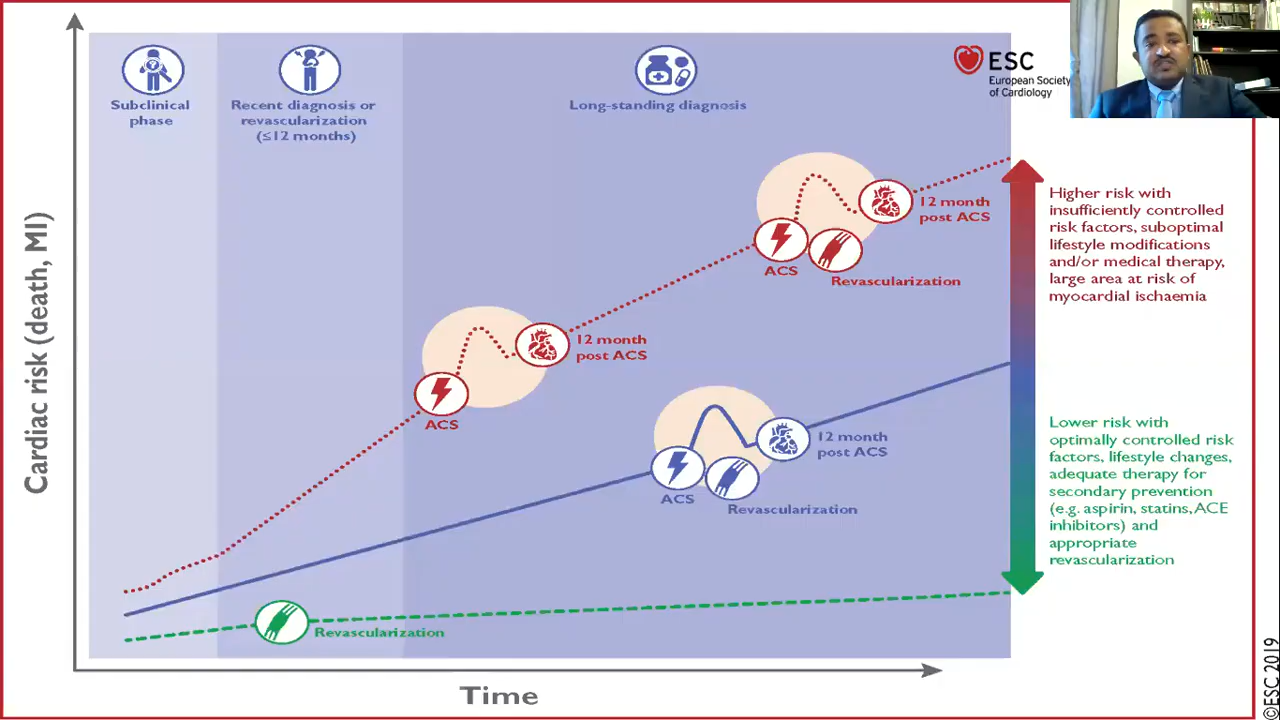 Subclinical
phase
Recent diagnosis or
revascularization
(≤12 months)
Long-standing diagnosis
ESC
European Society
of Cardiology
Cardiac risk (death, MI)
12 month
post ACS
ACS
Revascularization
Higher risk with
insufficiently controlled
risk factors, suboptimal
lifestyle modifications
and/or medical therapy,
large area at risk of
myocardial ischaemia
12 month
post ACS
ACS
12 month
post ACS
ACS
Revascularization
Lower risk with
optimally controlled risk
factors, lifestyle changes,
adequate therapy for
secondary prevention
(e.g. aspirin, statins, ACE
inhibitors) and
appropriate
revascularization
Revascularization
Time
©ESC 2019